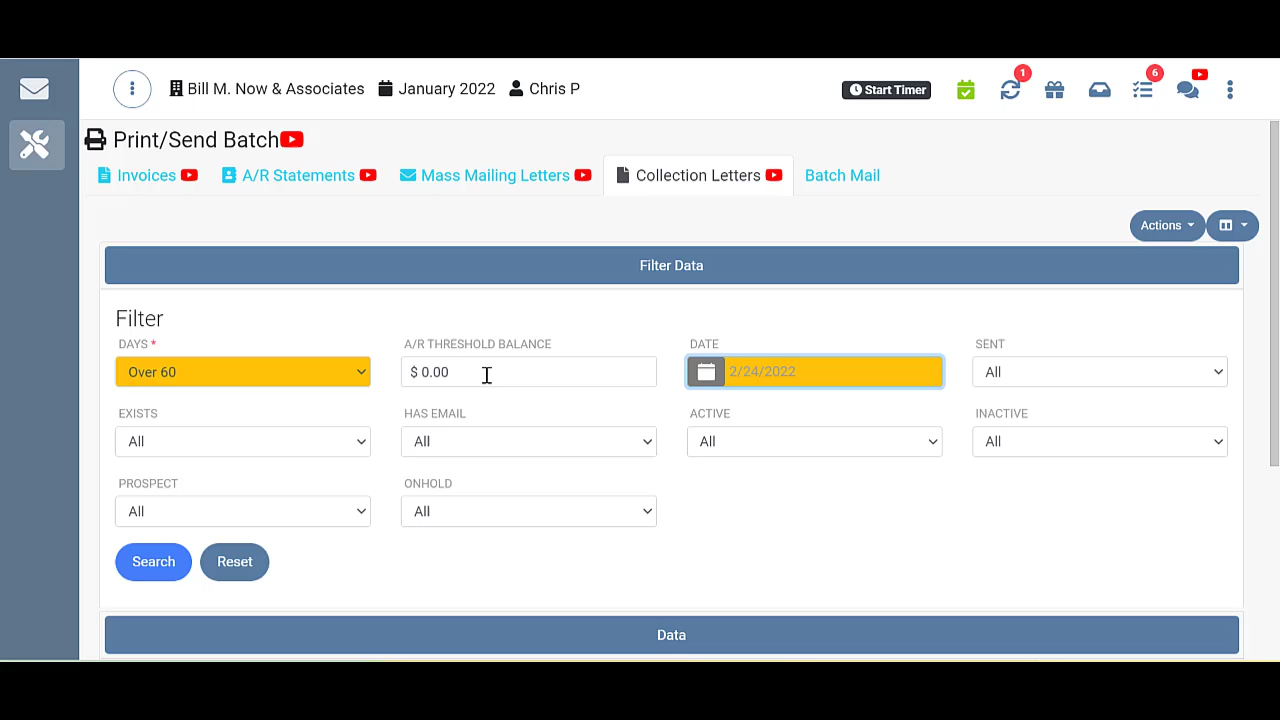 Bill M. Now & Associates January 2022 Chris P Start Timer 1 6
Print/Send Batch
Invoices A/R Statements Mass Mailing Letters Collection Letters Batch Mail
Actions
Filter Data
Filter
DAYS * A/R THRESHOLD BALANCE DATE SENT
Over 60 $ 0.00 2/24/2022 All
EXISTS HAS EMAIL ACTIVE INACTIVE
All All All All
PROSPECT ONHOLD
All All
Search Reset
Data